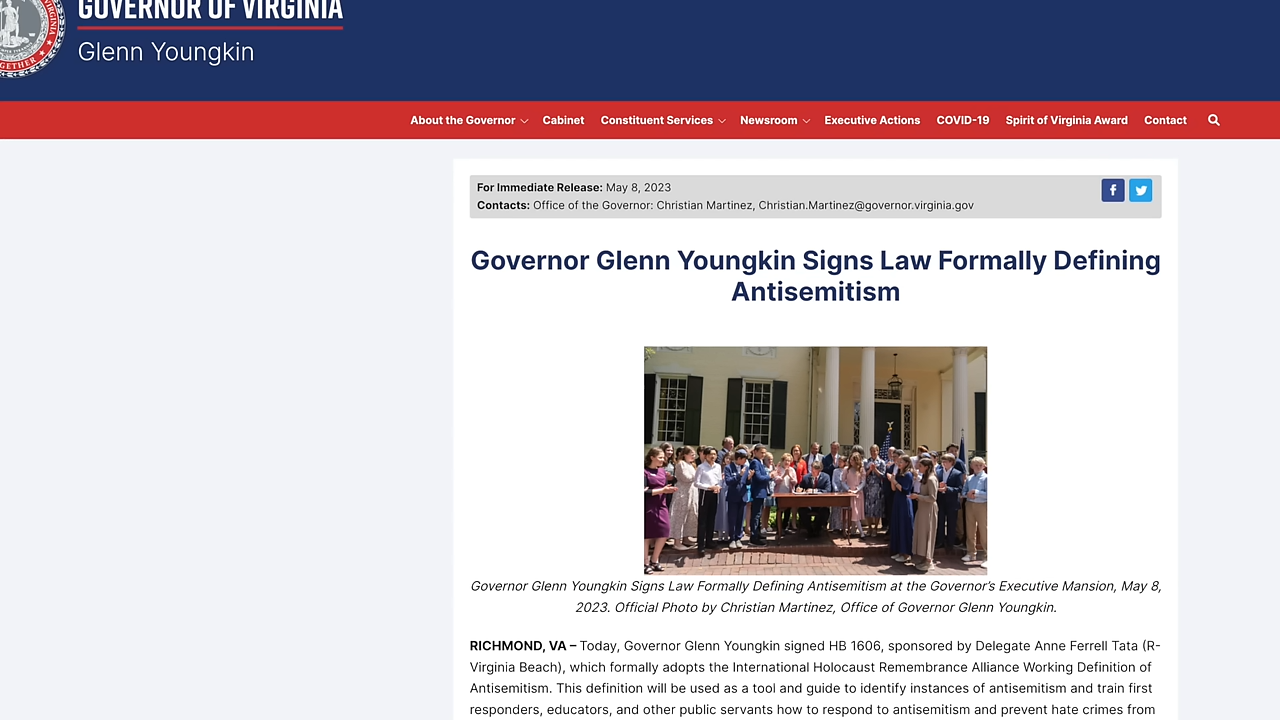 GOVERNOR OF VIRGINIA
Glenn Youngkin
VIRGINIA
GETHER
About the Governor Cabinet Constituent Services Newsroom Executive Actions COVID-19 Spirit of Virginia Award Contact
For Immediate Release: May 8, 2023
Contacts: Office of the Governor: Christian Martinez, Christian.Martinez@governor.virginia.gov
Governor Glenn Youngkin Signs Law Formally Defining
Antisemitism
Governor Glenn Youngkin Signs Law Formally Defining Antisemitism at the Governor's Executive Mansion, May 8,
2023. Official Photo by Christian Martinez, Office of Governor Glenn Youngkin.
RICHMOND, VA – Today, Governor Glenn Youngkin signed HB 1606, sponsored by Delegate Anne Ferrell Tata (R-
Virginia Beach), which formally adopts the International Holocaust Remembrance Alliance Working Definition of
Antisemitism. This definition will be used as a tool and guide to identify instances of antisemitism and train first
responders, educators, and other public servants how to respond to antisemitism and prevent hate crimes from